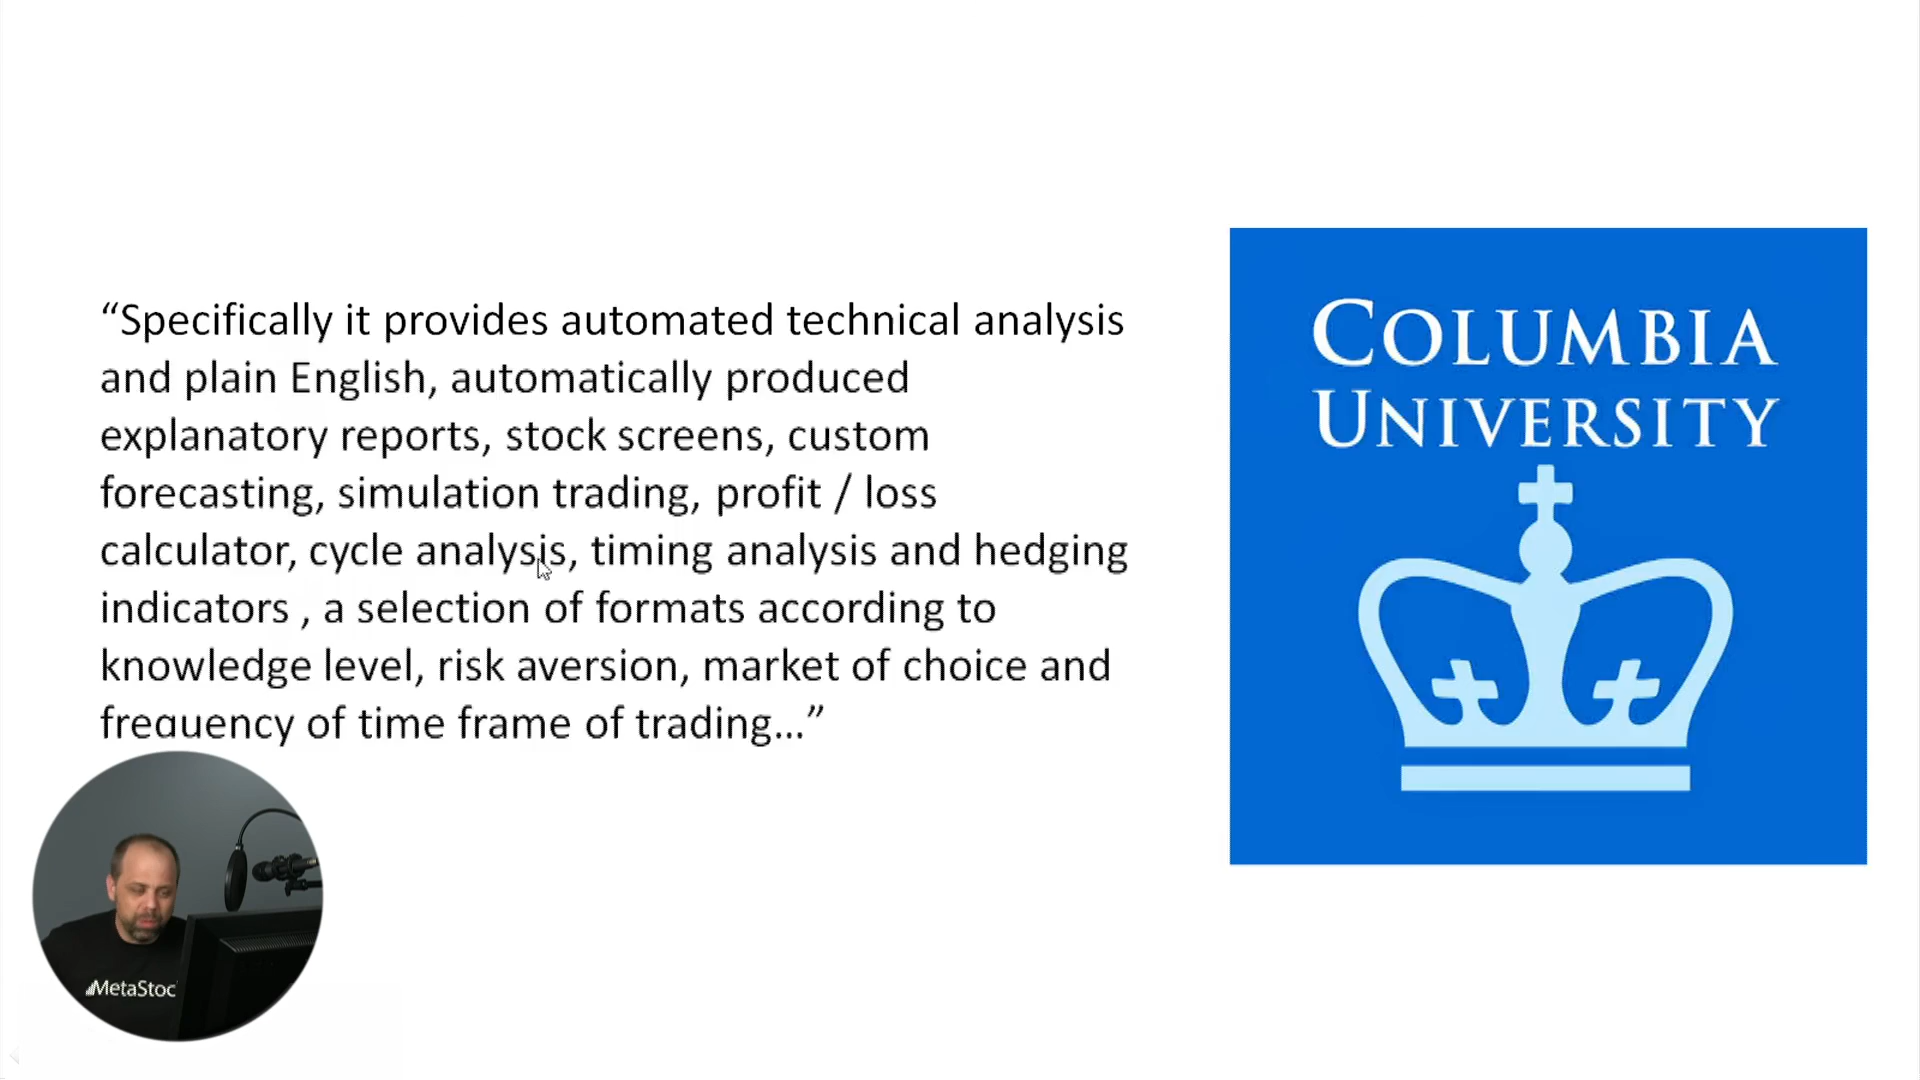 “Specifically it provides automated technical analysis
and plain English, automatically produced
explanatory reports, stock screens, custom
forecasting, simulation trading, profit / loss
calculator, cycle analysis, timing analysis and hedging
indicators , a selection of formats according to
knowledge level, risk aversion, market of choice and
frequency of time frame of trading...”
COLUMBIA
UNIVERSITY
MetaStoc